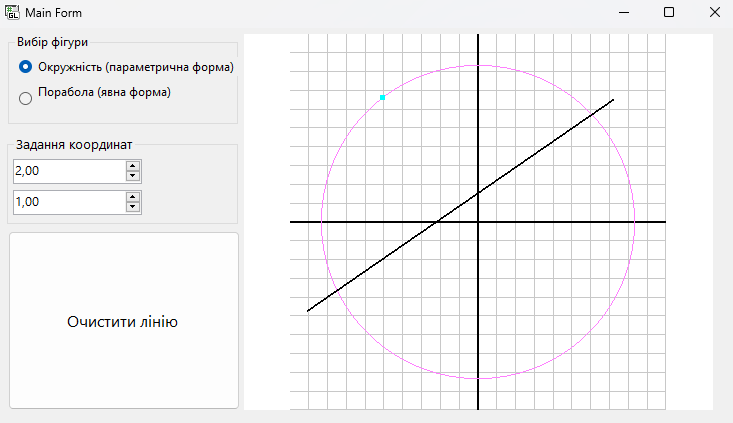 Main Form
Вибір фігури
Окружність (параметрична форма)
Порабола (явна форма)
Задання координат
2,00
1,00
Очистити лінію